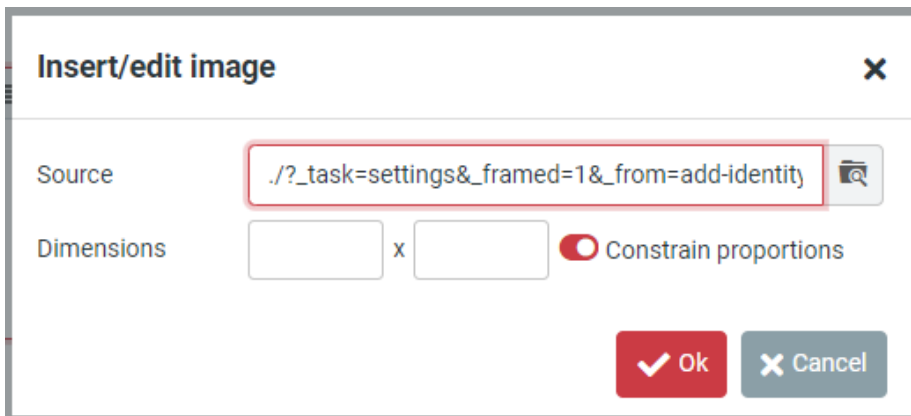 Insert/edit image
Source ./?_task=settings&_framed=1&_from=add-identity
Dimensions x Constrain proportions
Ok Cancel